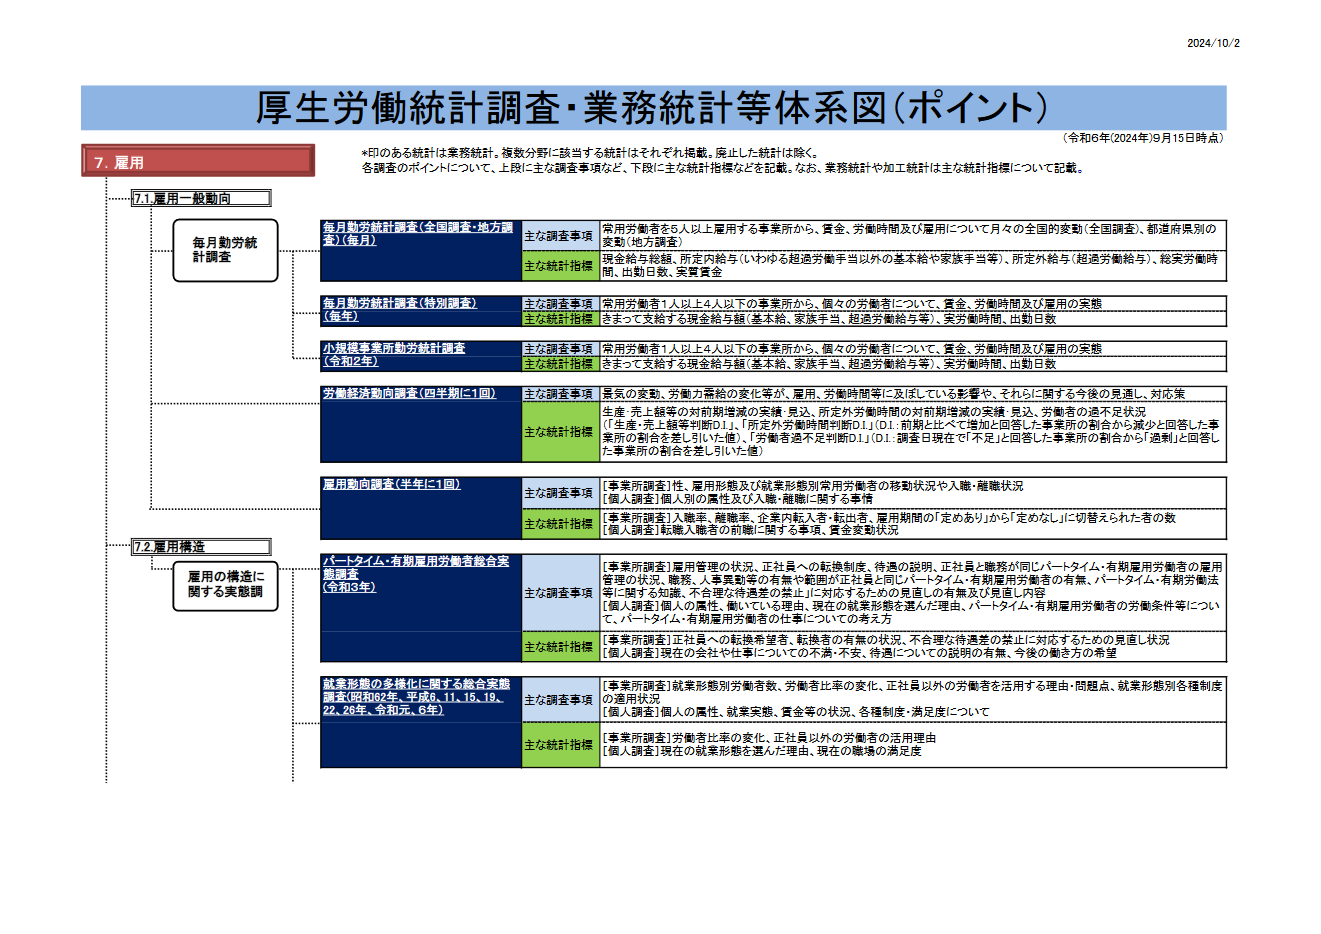 2024/10/2
厚生労働統計調査・業務統計等体系図（ポイント）
（令和6年(2024年)9月15日時点）
7. 雇用
*印のある統計は業務統計。複数分野に該当する統計はそれぞれ掲載。廃止した統計は除く。
各調査のポイントについて、上段に主な調査事項など、下段に主な統計指標などを記載。なお、業務統計や加工統計は主な統計指標について記載。
7.1.雇用一般動向
毎月勤労統
計調査
毎月勤労統計調査（全国調査・地方調
査）（毎月）
主な調査事項
常用労働者を5人以上雇用する事業所から、賃金、労働時間及び雇用について月々の全国的変動（全国調査）、都道府県別の
変動（地方調査）
主な統計指標
現金給与総額、所定内給与（いわゆる超過労働手当以外の基本給や家族手当等）、所定外給与（超過労働給与）、総実労働時
間、出勤日数、実質賃金
毎月勤労統計調査（特別調査）
（毎年）
主な調査事項
常用労働者1人以上4人以下の事業所から、個々の労働者について、賃金、労働時間及び雇用の実態
主な統計指標
きまって支給する現金給与額（基本給、家族手当、超過労働給与等）、実労働時間、出勤日数
小規模事業所勤労統計調査
（令和2年）
主な調査事項
常用労働者1人以上4人以下の事業所から、個々の労働者について、賃金、労働時間及び雇用の実態
主な統計指標
きまって支給する現金給与額（基本給、家族手当、超過労働給与等）、実労働時間、出勤日数
労働経済動向調査（四半期に1回）
主な調査事項
景気の変動、労働力需給の変化等が、雇用、労働時間等に及ぼしている影響や、それらに関する今後の見通し、対応策
主な統計指標
生産・売上額等の対前期増減の実績・見込、所定外労働時間の対前期増減の実績・見込、労働者の過不足状況
（「生産・売上額等判断D.I.」、「所定外労働時間判断D.I.」（D.I.：前期と比べて増加と回答した事業所の割合から減少と回答した事
業所の割合を差し引いた値）、「労働者過不足判断D.I.」（D.I.：調査日現在で「不足」と回答した事業所の割合から「過剰」と回答し
た事業所の割合を差し引いた値）
雇用動向調査（半年に1回）
主な調査事項
[事業所調査]性、雇用形態及び就業形態別常用労働者の移動状況や入職・離職状況
[個人調査]個人別の属性及び入職・離職に関する事情
主な統計指標
[事業所調査]入職率、離職率、企業内転入者・転出者、雇用期間の「定めあり」から「定めなし」に切替えられた者の数
[個人調査]転職入職者の前職に関する事項、賃金変動状況
7.2.雇用構造
雇用の構造に
関する実態調
パートタイム・有期雇用労働者総合実
態調査
（令和3年）
主な調査事項
[事業所調査]雇用管理の状況、正社員への転換制度、待遇の説明、正社員と職務が同じパートタイム・有期雇用労働者の雇用
管理の状況、職務、人事異動等の有無や範囲が正社員と同じパートタイム・有期雇用労働者の有無、パートタイム・有期労働法
等に関する知識、不合理な待遇差の禁止」に対応するための見直しの有無及び見直し内容
[個人調査]個人の属性、働いている理由、現在の就業形態を選んだ理由、パートタイム・有期雇用労働者の労働条件等につい
て、パートタイム・有期雇用労働者の仕事についての考え方
主な統計指標
[事業所調査]正社員への転換希望者、転換者の有無の状況、不合理な待遇差の禁止に対応するための見直し状況
[個人調査]現在の会社や仕事についての不満・不安、待遇についての説明の有無、今後の働き方の希望
就業形態の多様化に関する総合実態
調査(昭和62年、平成6、11、15、19、
22、26年、令和元、6年）
主な調査事項
[事業所調査]就業形態別労働者数、労働者比率の変化、正社員以外の労働者を活用する理由・問題点、就業形態別各種制度
の適用状況
[個人調査]個人の属性、就業実態、賃金等の状況、各種制度・満足度について
主な統計指標
[事業所調査]労働者比率の変化、正社員以外の労働者の活用理由
[個人調査]現在の就業形態を選んだ理由、現在の職場の満足度